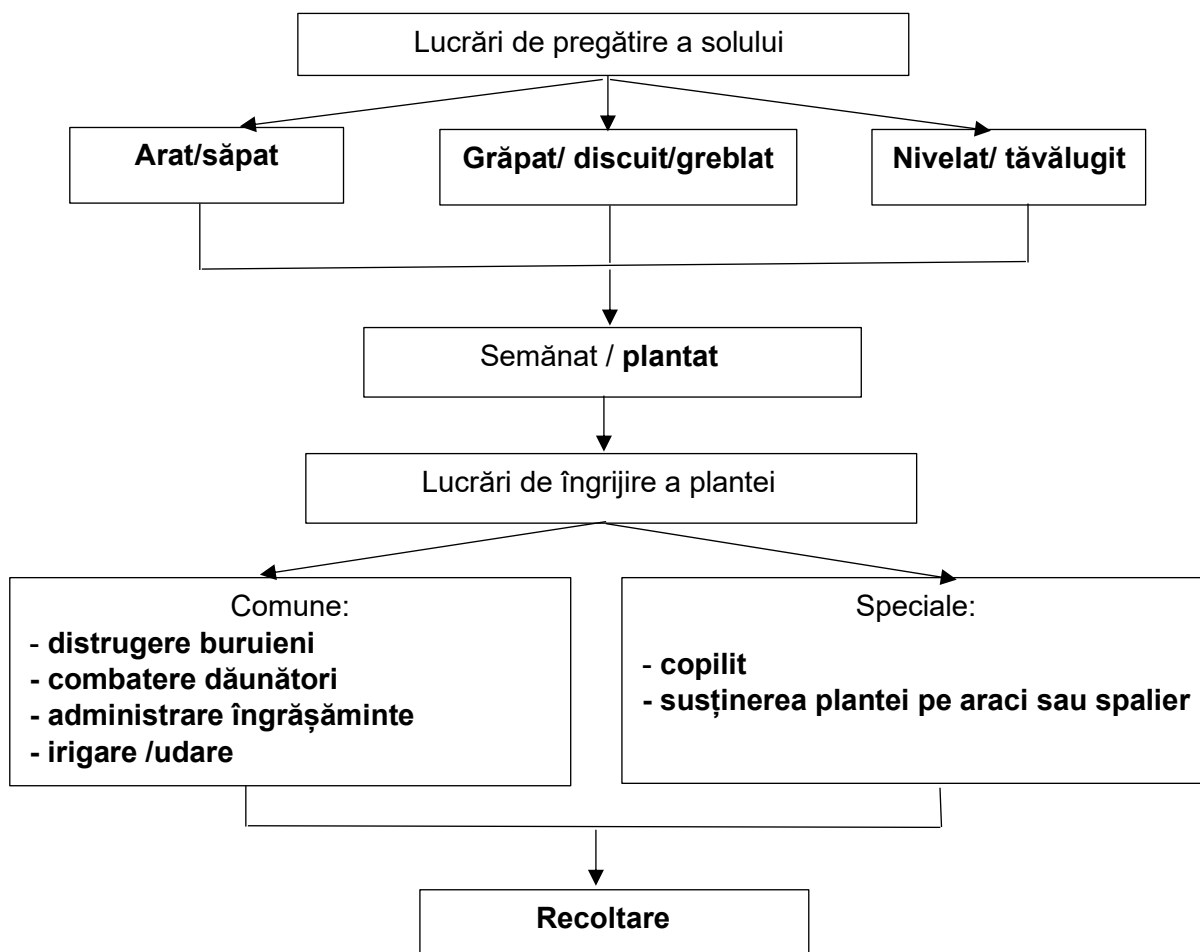 Lucrări de pregătire a solului
Arat/săpat
Grăpat/ discuit/greblat
Nivelat/ tăvălugit
Semănat / plantat
Lucrări de îngrijire a plantei
Comune:
- distrugere buruieni
- combatere dăunători
- administrare îngrășăminte
- irigare /udare
Speciale:
- copilit
- susținerea plantei pe araci sau spalier
Recoltare